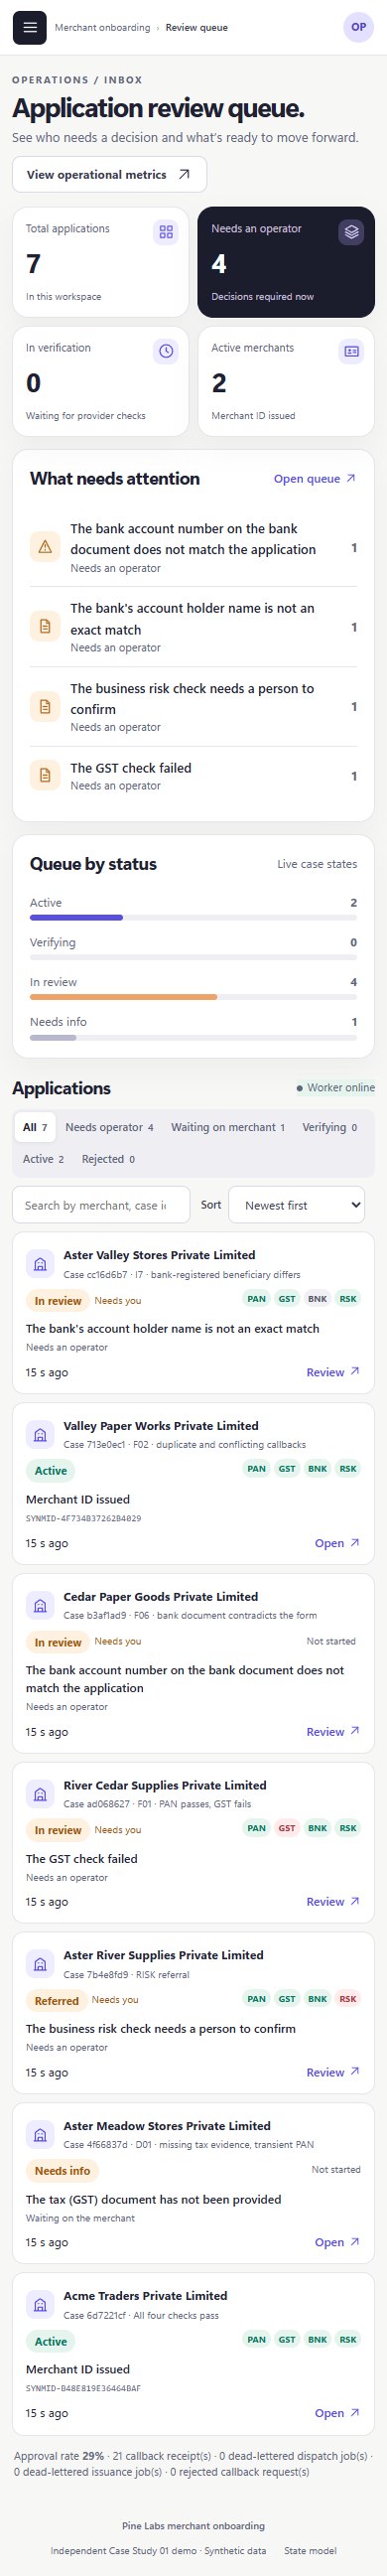 Merchant onboarding › Review queue
OP
OPERATIONS / INBOX
Application review queue.
See who needs a decision and what's ready to move forward.
View operational metrics
Total applications
7
In this workspace
Needs an operator
4
Decisions required now
In verification
0
Waiting for provider checks
Active merchants
2
Merchant ID issued
What needs attention
Open queue
The bank account number on the bank
document does not match the application
Needs an operator
1
The bank's account holder name is not an
exact match
Needs an operator
1
The business risk check needs a person to
confirm
Needs an operator
1
The GST check failed
Needs an operator
1
Queue by status
Live case states
Active 2
Verifying 0
In review 4
Needs info 1
Applications
Worker online
All 7 Needs operator 4 Waiting on merchant 1 Verifying 0
Active 2 Rejected 0
Search by merchant, case i
Sort
Newest first
Aster Valley Stores Private Limited
Case cc16d6b7 · I7 · bank-registered beneficiary differs
In review Needs you PAN GST BNK RSK
The bank's account holder name is not an exact match
Needs an operator
15 s ago Review
Valley Paper Works Private Limited
Case 713e0ec1 · F02 · duplicate and conflicting callbacks
Active PAN GST BNK RSK
Merchant ID issued
SYNMID-4F734B37262B4029
15 s ago Open
Cedar Paper Goods Private Limited
Case b3af1ad9 · F06 · bank document contradicts the form
In review Needs you Not started
The bank account number on the bank document does not
match the application
Needs an operator
15 s ago Review
River Cedar Supplies Private Limited
Case ad068627 · F01 · PAN passes, GST fails
In review Needs you PAN GST BNK RSK
The GST check failed
Needs an operator
15 s ago Review
Aster River Supplies Private Limited
Case 7b4e8fd9 · RISK referral
Referred Needs you PAN GST BNK RSK
The business risk check needs a person to confirm
Needs an operator
15 s ago Review
Aster Meadow Stores Private Limited
Case 4f66837d · D01 · missing tax evidence, transient PAN
Needs info Not started
The tax (GST) document has not been provided
Waiting on the merchant
15 s ago Open
Acme Traders Private Limited
Case 6d7221cf · All four checks pass
Active PAN GST BNK RSK
Merchant ID issued
SYNMID-B48E819E36464BAF
15 s ago Open
Approval rate 29% · 21 callback receipt(s) · 0 dead-lettered dispatch job(s) ·
0 dead-lettered issuance job(s) · 0 rejected callback request(s)
Pine Labs merchant onboarding
Independent Case Study 01 demo · Synthetic data State model